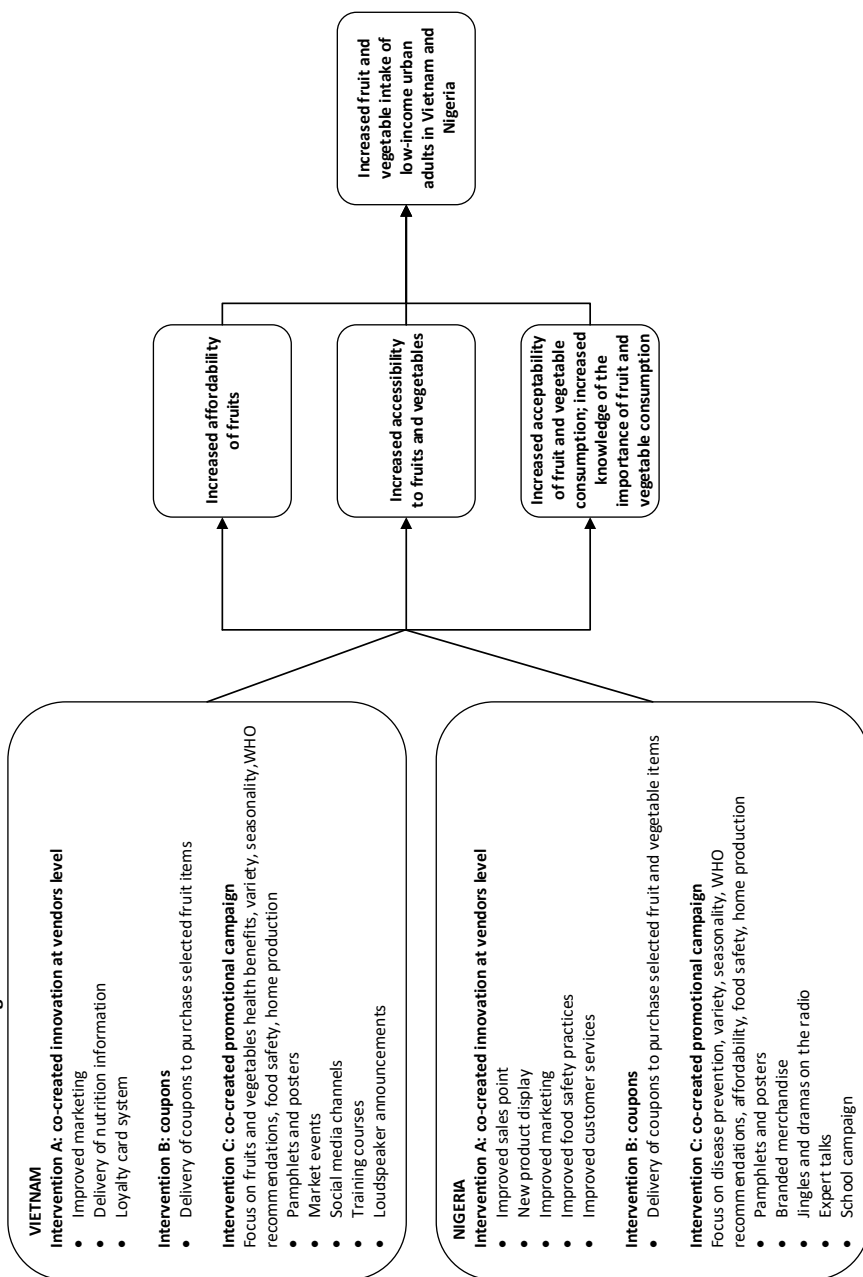 VIETNAM
Intervention A: co-created innovation at vendors level
• Improved marketing
• Delivery of nutrition information
• Loyalty card system
Intervention B: coupons
• Delivery of coupons to purchase selected fruit items
Intervention C: co-created promotional campaign
Focus on fruits and vegetables health benefits, variety, seasonality, WHO
recommendations, food safety, home production
• Pamphlets and posters
• Market events
• Social media channels
• Training courses
• Loudspeaker announcements
NIGERIA
Intervention A: co-created innovation at vendors level
• Improved sales point
• New product display
• Improved marketing
• Improved food safety practices
• Improved customer services
Intervention B: coupons
• Delivery of coupons to purchase selected fruit and vegetable items
Intervention C: co-created promotional campaign
Focus on disease prevention, variety, seasonality, WHO
recommendations, affordability, food safety, home production
• Pamphlets and posters
• Branded merchandise
• Jingles and dramas on the radio
• Expert talks
• School campaign
Increased affordability
of fruits
Increased accessibility
to fruits and vegetables
Increased acceptability
of fruit and vegetable
consumption; increased
knowledge of the
importance of fruit and
vegetable consumption
Increased fruit and
vegetable intake of
low-income urban
adults in Vietnam and
Nigeria